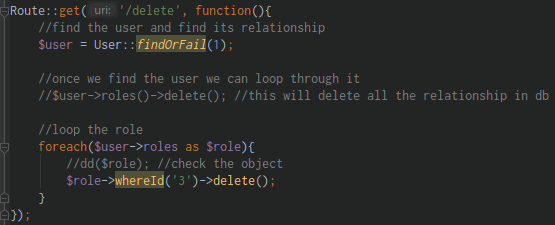 Route::get( uri: '/delete', function(){
    //find the user and find its relationship
    $user = User::findOrFail(1);

    //once we find the user we can loop through it
    //$user->roles()->delete(); //this will delete all the relationship in db

    //loop the role
    foreach($user->roles as $role){
        //dd($role); //check the object
        $role->whereId('3')->delete();
    }
});